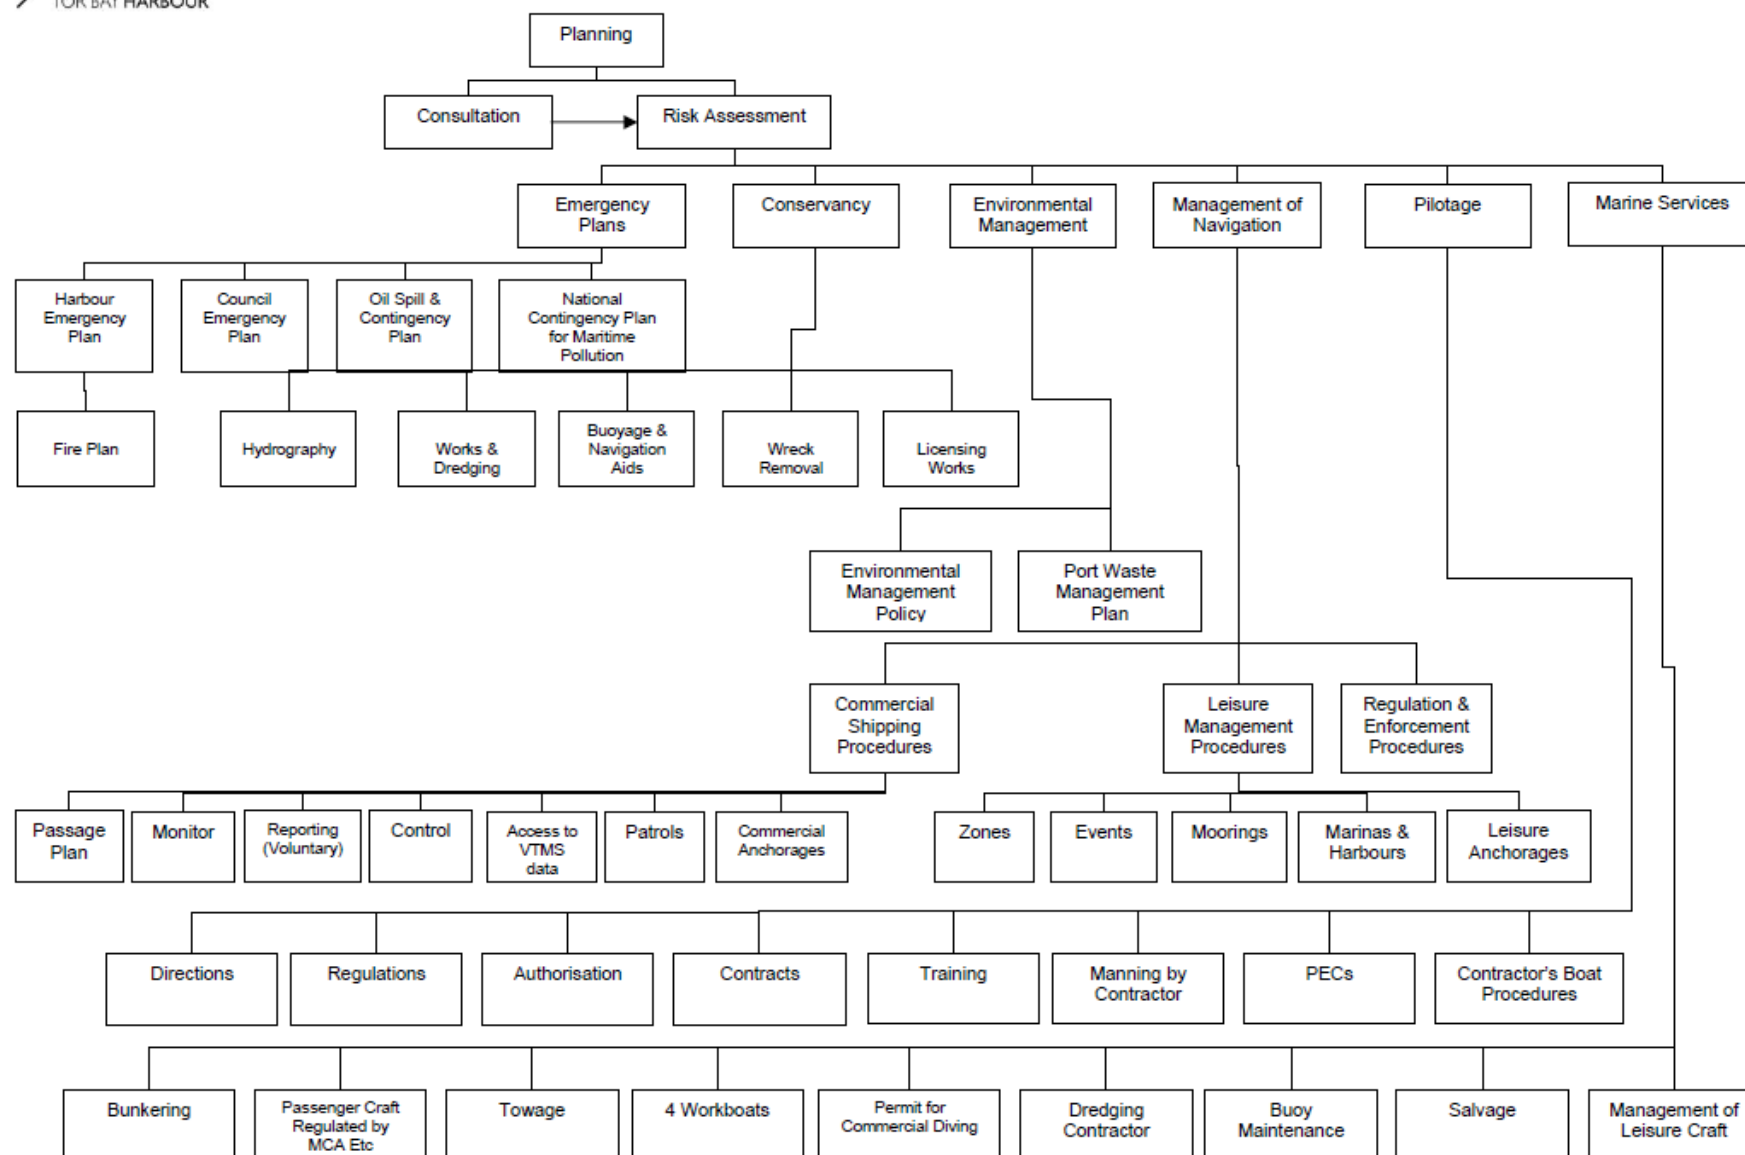 TOR BAY HARBOUR
Planning
Consultation
Risk Assessment
Emergency
Plans
Conservancy
Environmental
Management
Management of
Navigation
Pilotage
Marine Services
Harbour
Emergency
Plan
Council
Emergency
Plan
Oil Spill &
Contingency
Plan
National
Contingency Plan
for Maritime
Pollution
Fire Plan
Hydrography
Works &
Dredging
Buoyage &
Navigation
Aids
Wreck
Removal
Licensing
Works
Environmental
Management
Policy
Port Waste
Management
Plan
Commercial
Shipping
Procedures
Leisure
Management
Procedures
Regulation &
Enforcement
Procedures
Passage
Plan
Monitor
Reporting
(Voluntary)
Control
Access to
VTMS
data
Patrols
Commercial
Anchorages
Zones
Events
Moorings
Marinas &
Harbours
Leisure
Anchorages
Directions
Regulations
Authorisation
Contracts
Training
Manning by
Contractor
PECs
Contractor's Boat
Procedures
Bunkering
Passenger Craft
Regulated by
MCA Etc
Towage
4 Workboats
Permit for
Commercial Diving
Dredging
Contractor
Buoy
Maintenance
Salvage
Management of
Leisure Craft